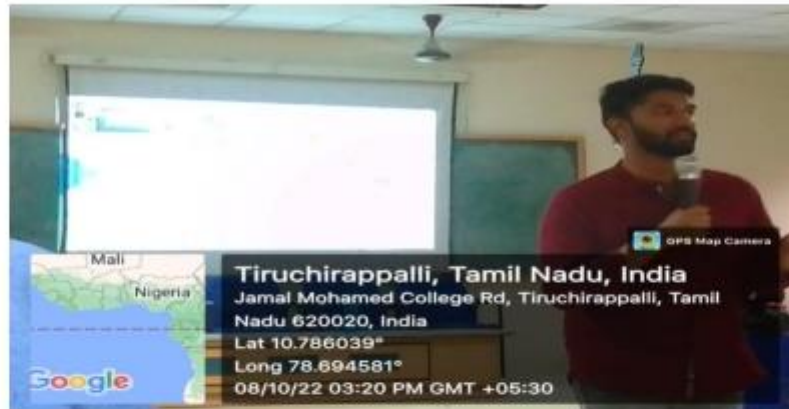 GPS Map Camera
Mali
Nigeria
Google
Tiruchirappalli, Tamil Nadu, India
Jamal Mohamed College Rd, Tiruchirappalli, Tamil
Nadu 620020, India
Lat 10.786039°
Long 78.694581°
08/10/22 03:20 PM GMT +05:30